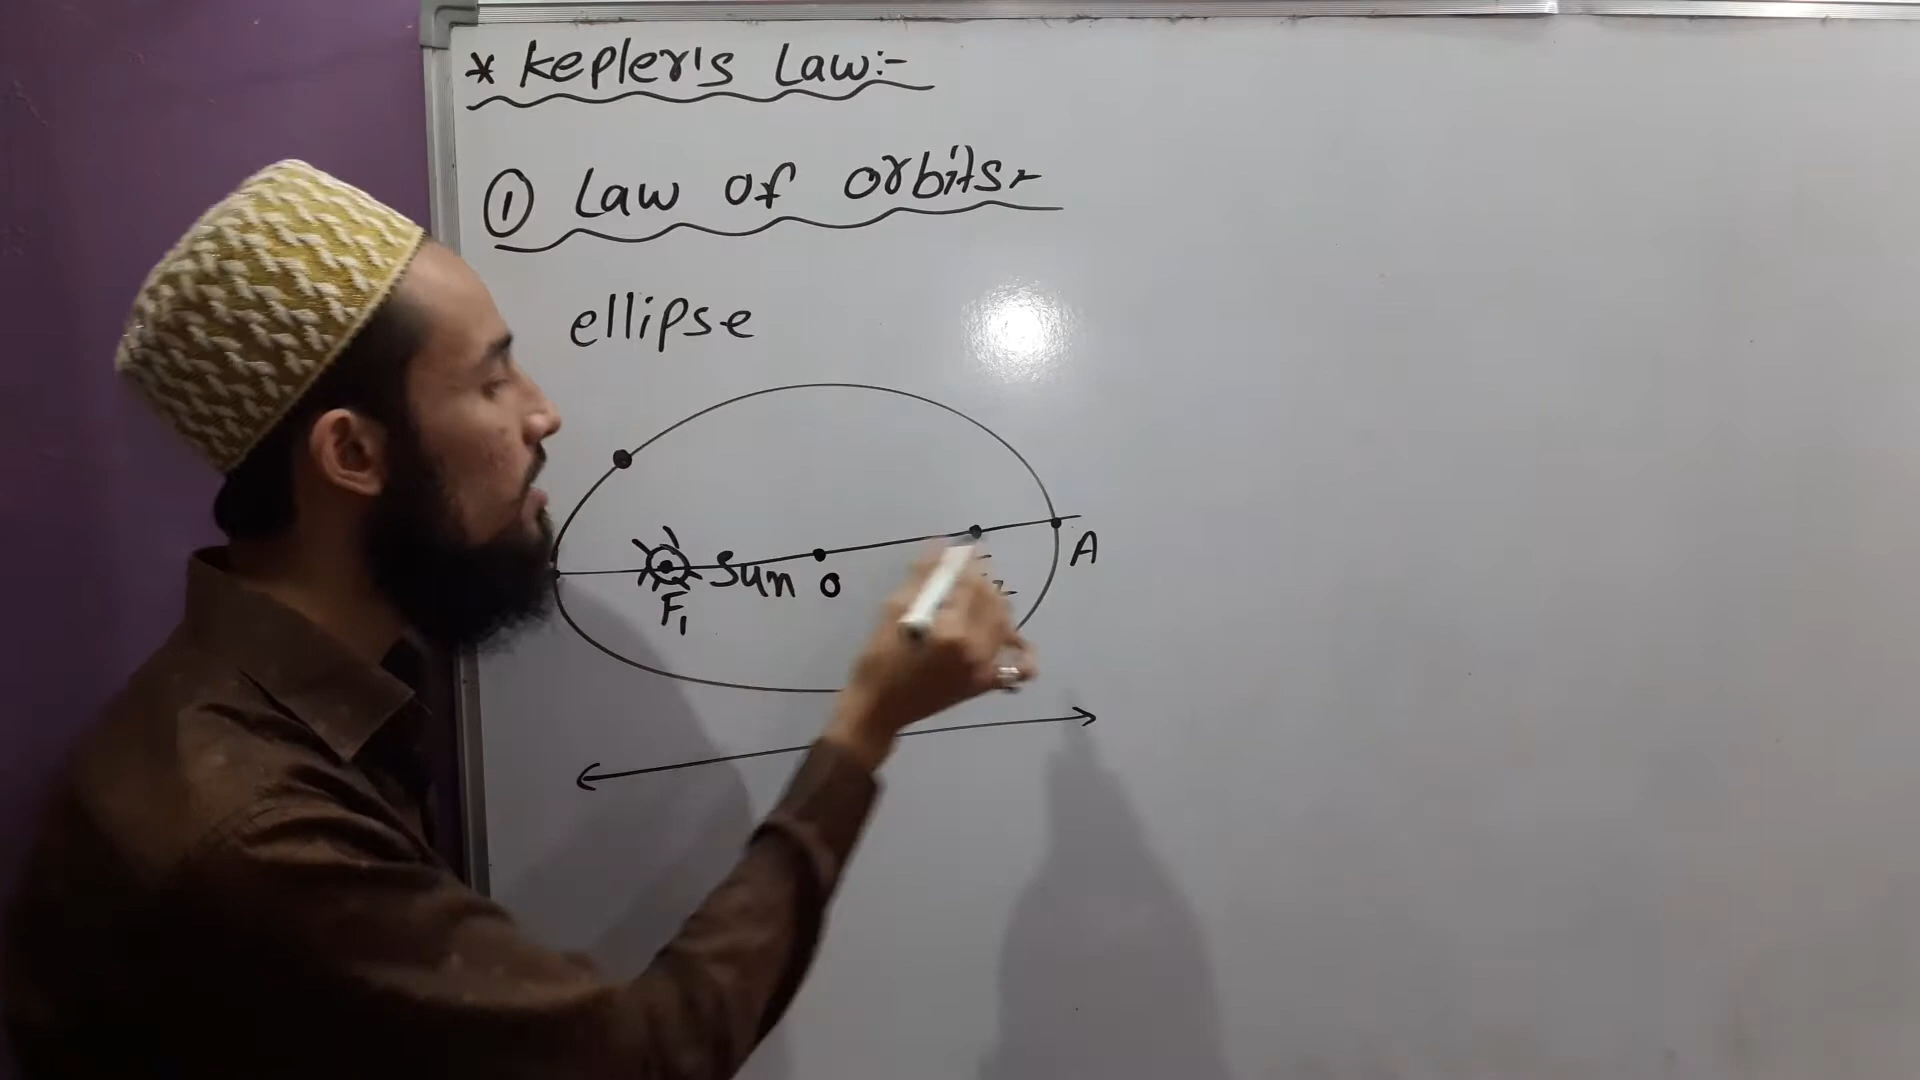 * Kepler's Law:-
① Law of orbits:-
ellipse
Sun
O
A
F₁